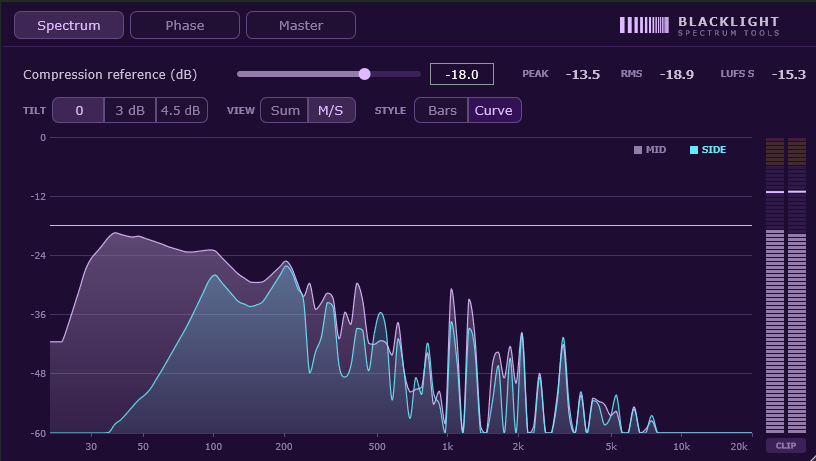 Spectrum Phase Master BLACKLIGHT
SPECTRUM TOOLS
Compression reference (dB) -18.0 PEAK -13.5 RMS -18.9 LUFS S -15.3
TILT 0 3 dB 4.5 dB VIEW Sum M/S STYLE Bars Curve
0
MID SIDE
-12
-24
-36
-48
-60
30 50 100 200 500 1k 2k 5k 10k 20k CLIP